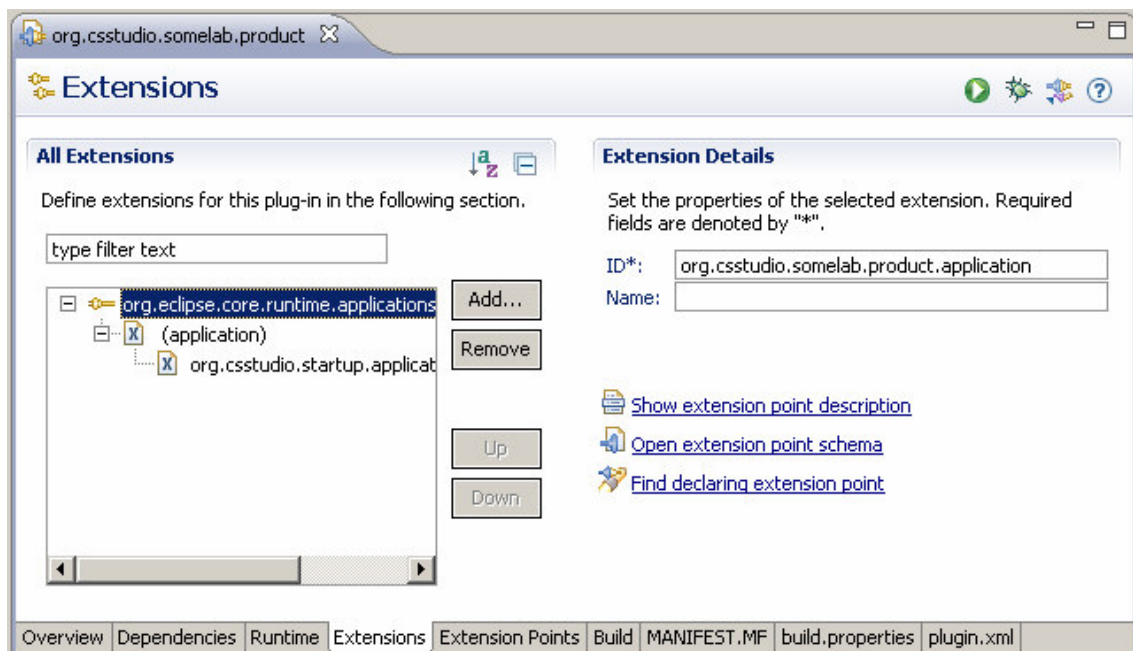 org.csstudio.somelab.product
Extensions
All Extensions
Define extensions for this plug-in in the following section.
type filter text
org.eclipse.core.runtime.applications
(application)
org.csstudio.startup.applicat
Add...
Remove
Up
Down
Extension Details
Set the properties of the selected extension. Required
fields are denoted by "*".
ID*: org.csstudio.somelab.product.application
Name:
Show extension point description
Open extension point schema
Find declaring extension point
Overview Dependencies Runtime Extensions Extension Points Build MANIFEST.MF build.properties plugin.xml